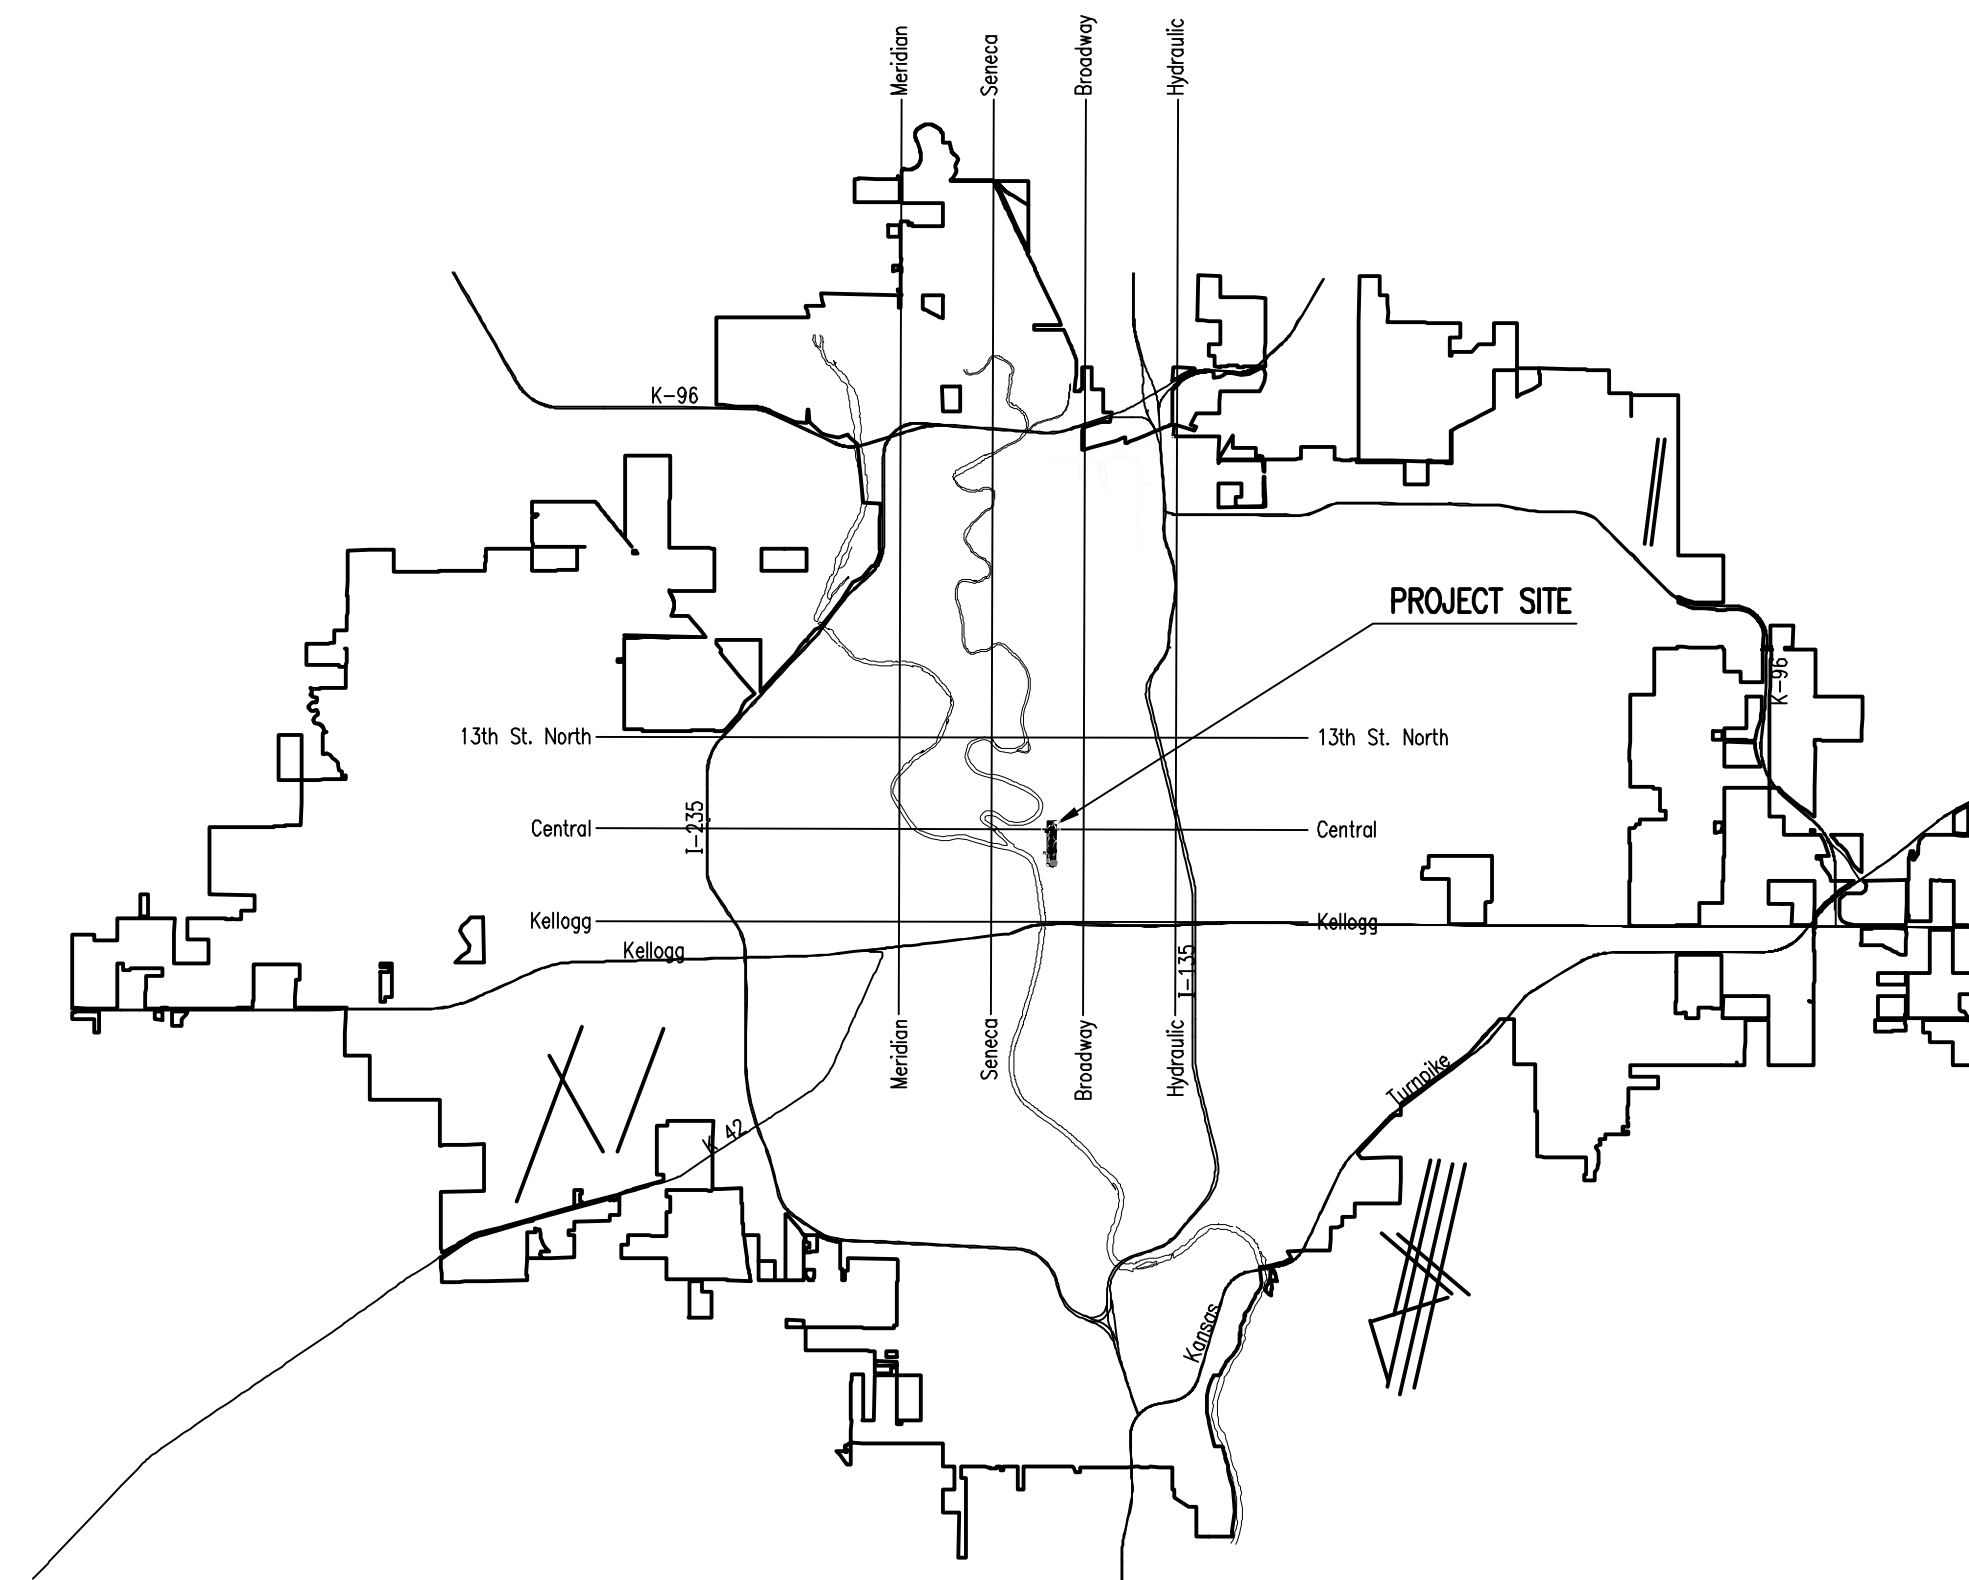 Meridian
Seneca
Broadway
Hydraulic
K-96
PROJECT SITE
K-96
13th St. North
13th St. North
I-235
Central
Central
Kellogg
Kellogg
Kellogg
I-135
Meridian
Seneca
Broadway
Hydraulic
Turnpike
K 42
Kansas